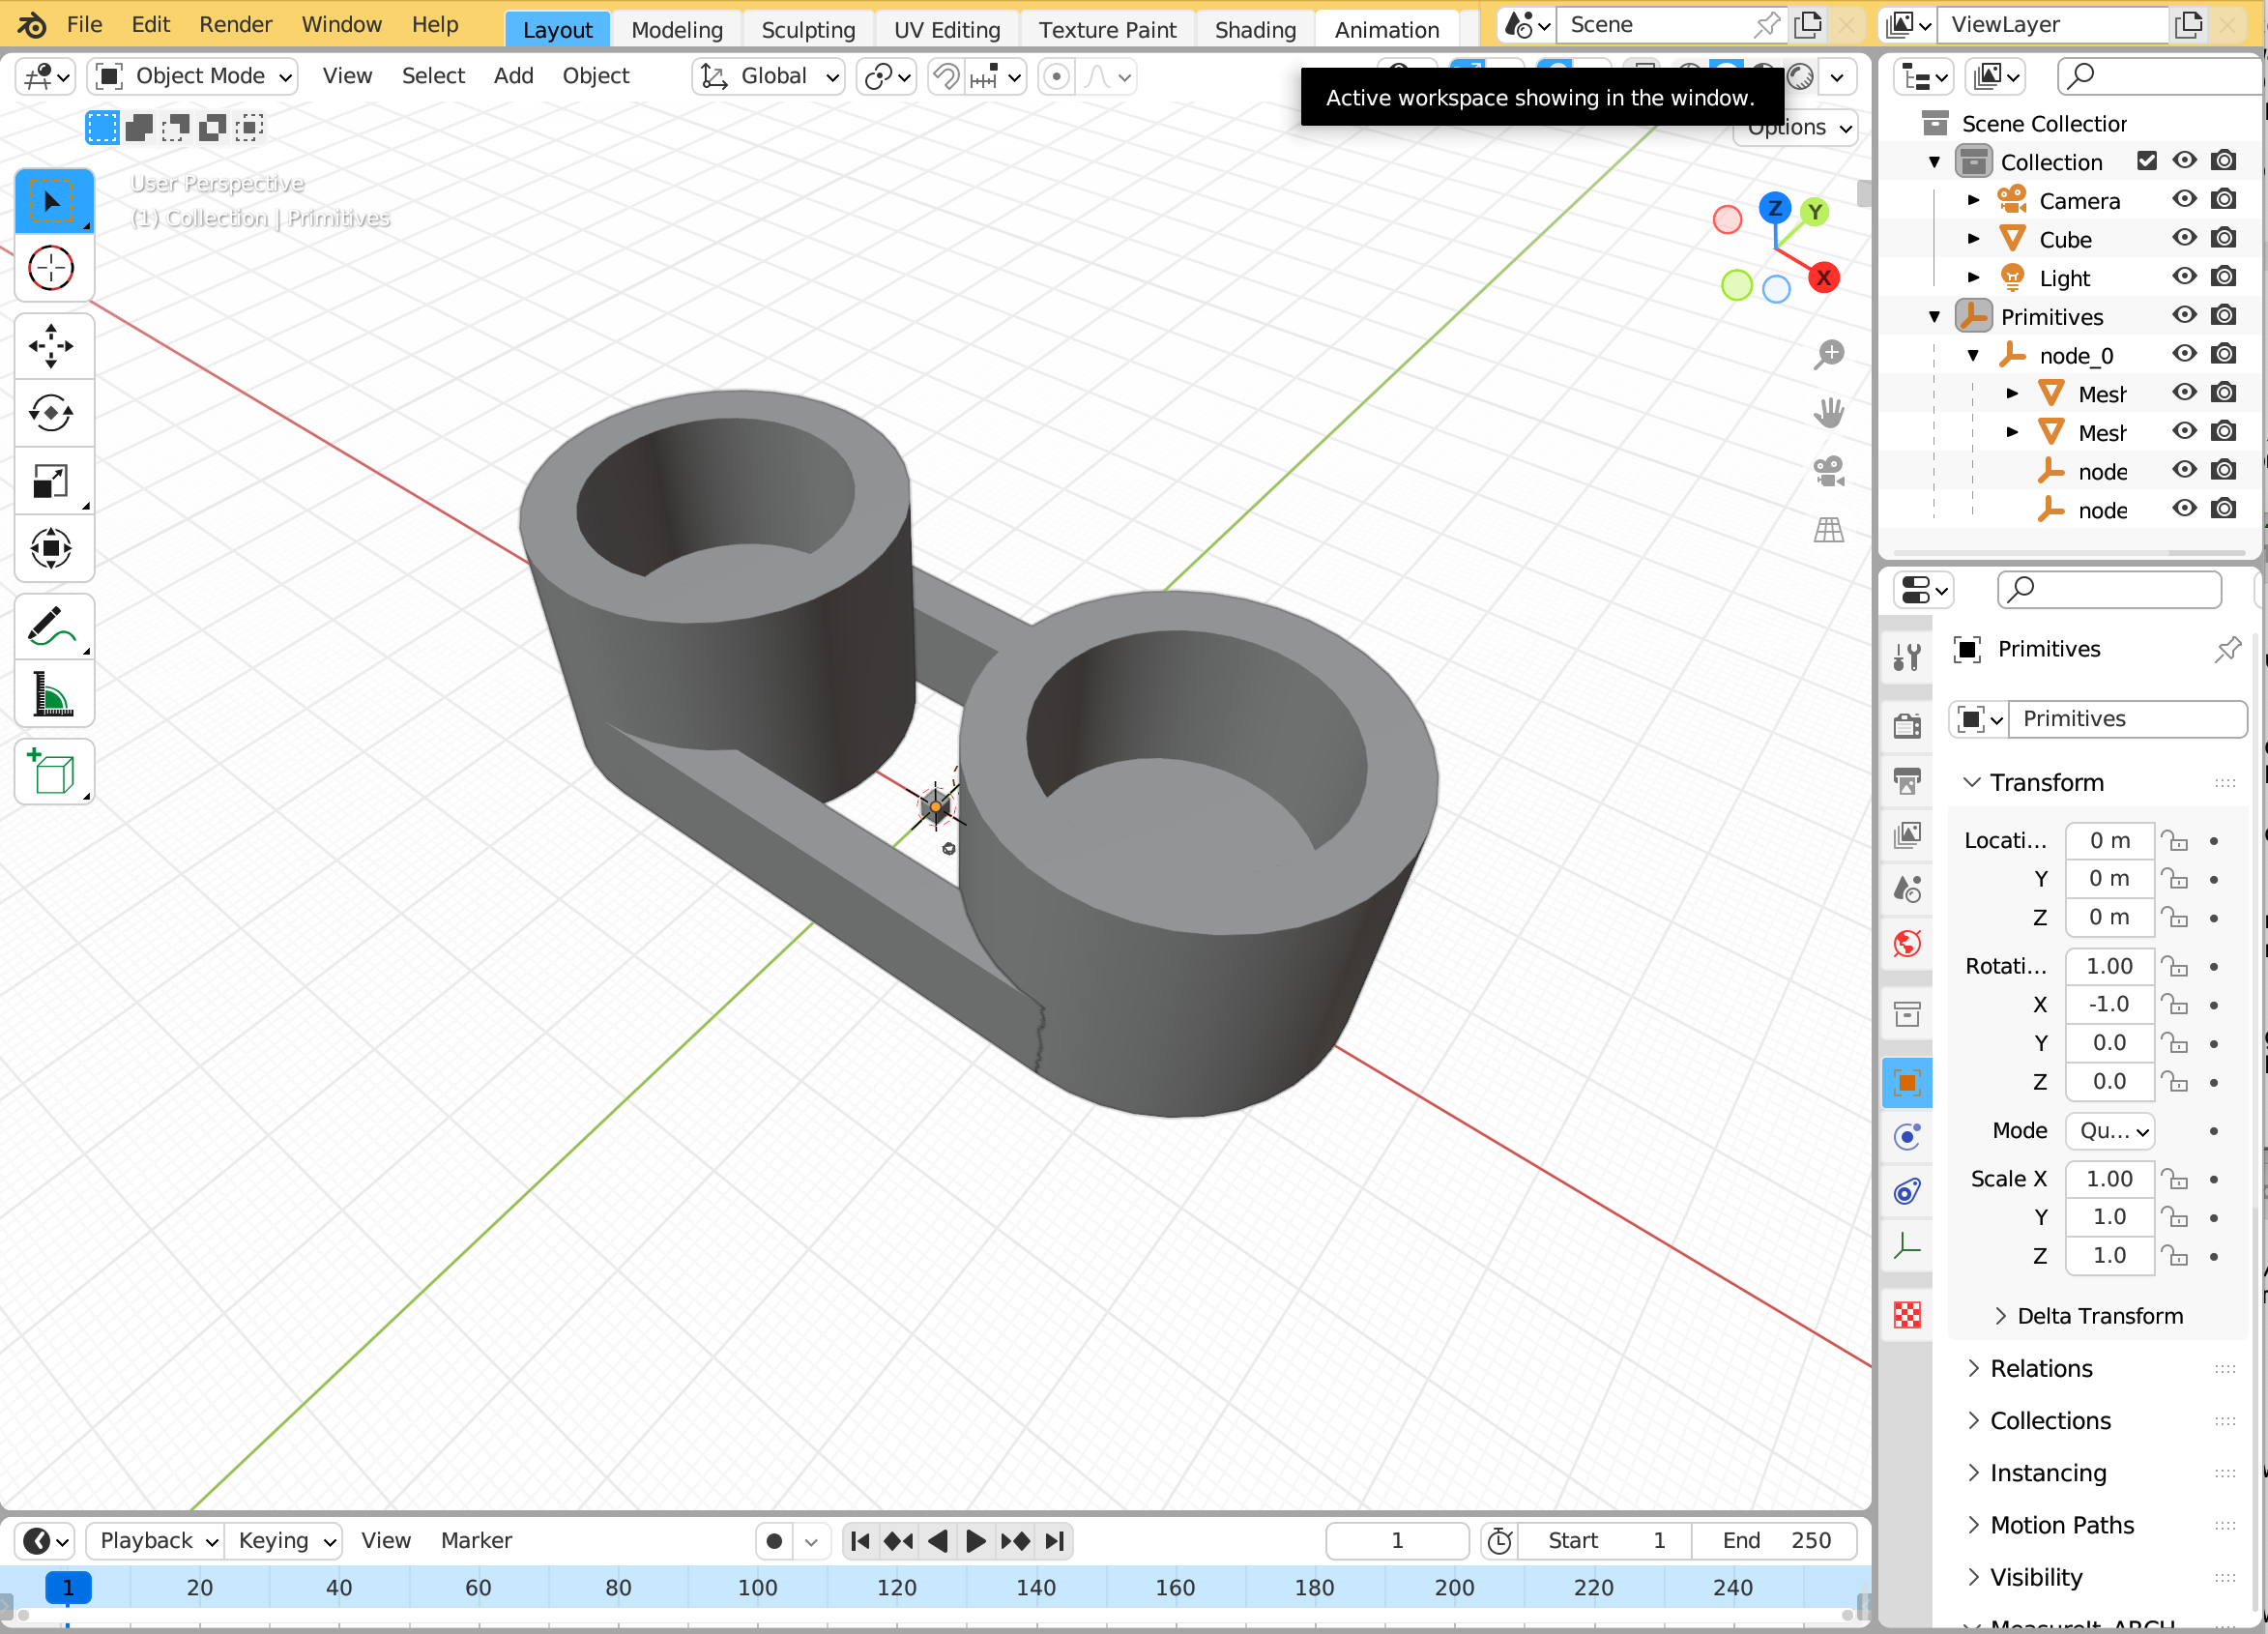 File Edit Render Window Help Layout Modeling Sculpting UV Editing Texture Paint Shading Animation Scene ViewLayer
Object Mode View Select Add Object Global
Active workspace showing in the window.
Options
User Perspective
(1) Collection | Primitives
Z
Y
X
Scene Collection
Collection
Camera
Cube
Light
Primitives
node_0
Mesh
Mesh
node
node
Primitives
Primitives
Transform
Locati... 0 m
Y 0 m
Z 0 m
Rotati... 1.00
X -1.0
Y 0.0
Z 0.0
Mode Qu...
Scale X 1.00
Y 1.0
Z 1.0
Delta Transform
Relations
Collections
Instancing
Motion Paths
Visibility
MeasureIt_ARCH
Playback Keying View Marker 1 Start 1 End 250
1 20 40 60 80 100 120 140 160 180 200 220 240